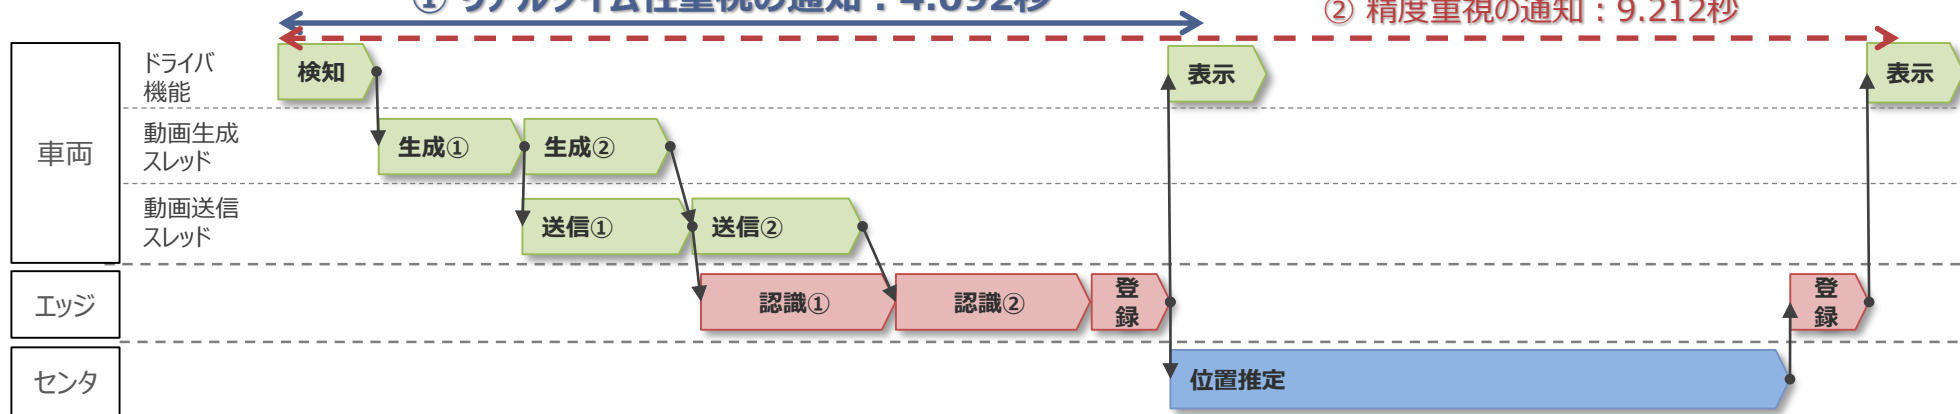 ① リアルタイム性重視の通知：4.092秒
② 精度重視の通知：9.212秒
車両
ドライバ
機能
検知
表示
表示
動画生成
スレッド
生成①
生成②
動画送信
スレッド
送信①
送信②
エッジ
認識①
認識②
登
録
登
録
センタ
位置推定